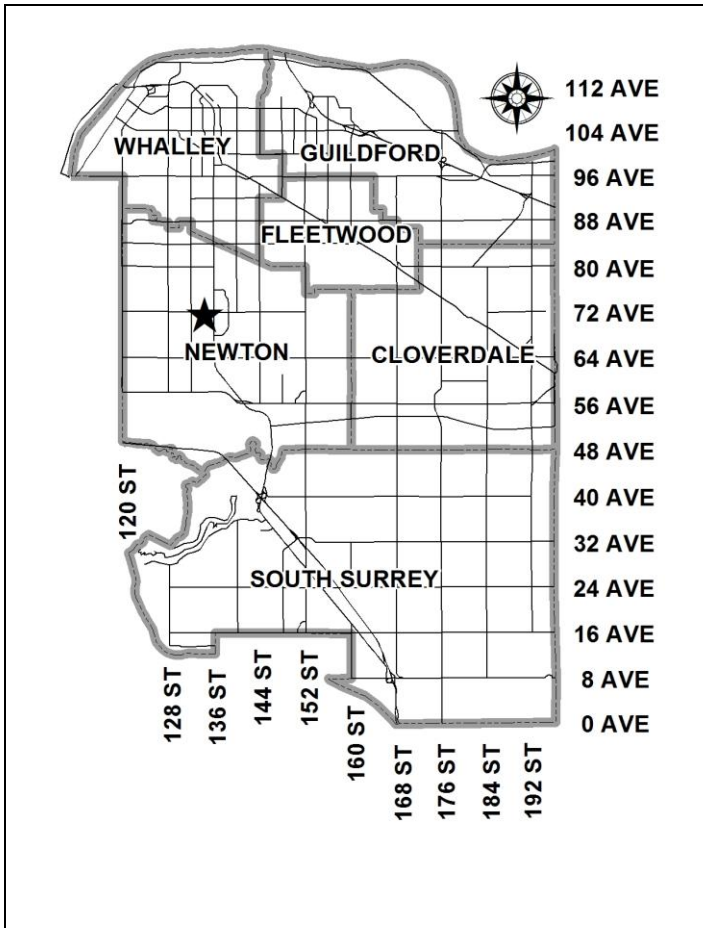 112 AVE
104 AVE
WHALLEY
GUILDFORD
96 AVE
88 AVE
FLEETWOOD
80 AVE
72 AVE
NEWTON
CLOVERDALE
64 AVE
56 AVE
48 AVE
120 ST
40 AVE
32 AVE
SOUTH SURREY
24 AVE
16 AVE
8 AVE
0 AVE
128 ST
136 ST
144 ST
152 ST
160 ST
168 ST
176 ST
184 ST
192 ST